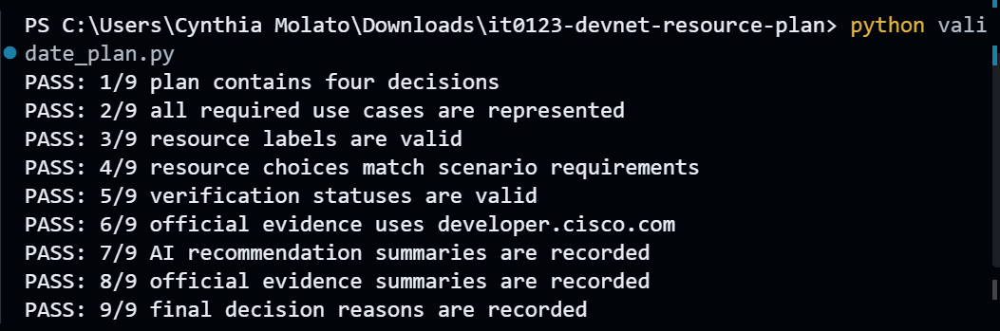 PS C:\Users\Cynthia Molato\Downloads\it0123-devnet-resource-plan> python vali
date_plan.py
PASS: 1/9 plan contains four decisions
PASS: 2/9 all required use cases are represented
PASS: 3/9 resource labels are valid
PASS: 4/9 resource choices match scenario requirements
PASS: 5/9 verification statuses are valid
PASS: 6/9 official evidence uses developer.cisco.com
PASS: 7/9 AI recommendation summaries are recorded
PASS: 8/9 official evidence summaries are recorded
PASS: 9/9 final decision reasons are recorded